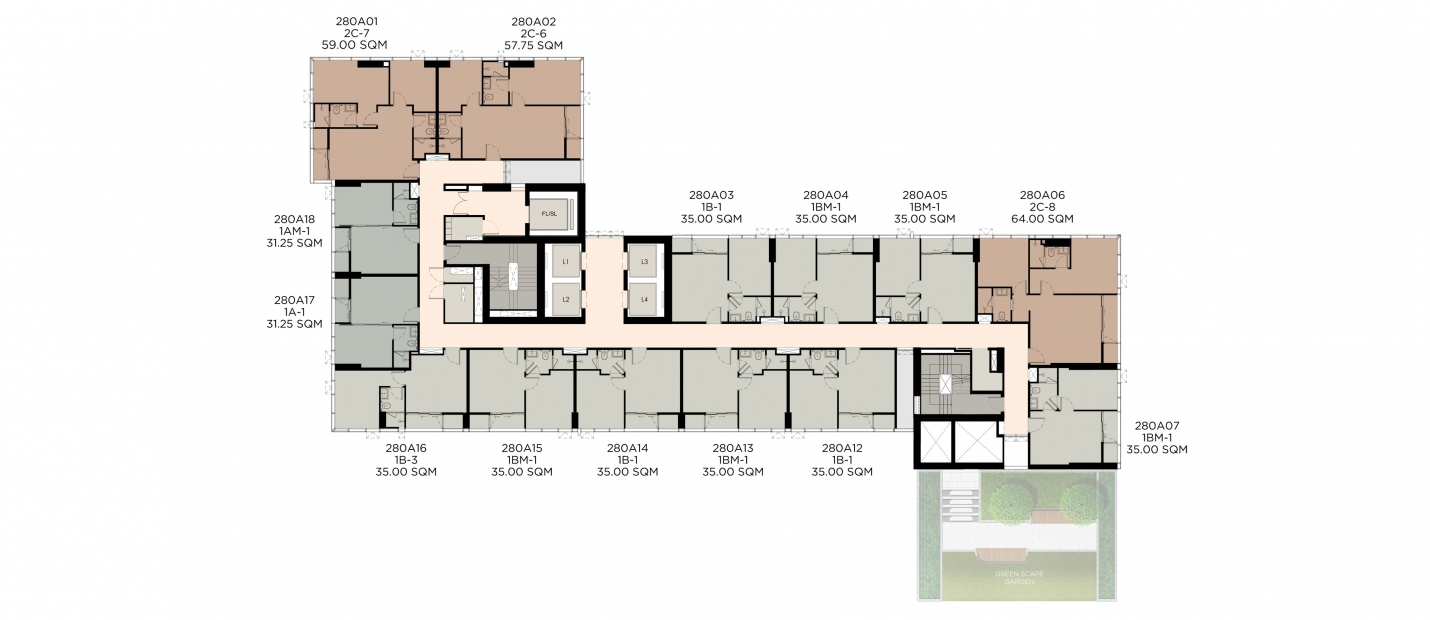 280A01
2C-7
59.00 SQM
280A02
2C-6
57.75 SQM
280A03
1B-1
35.00 SQM
280A04
1BM-1
35.00 SQM
280A05
1BM-1
35.00 SQM
280A06
2C-8
64.00 SQM
280A18
1AM-1
31.25 SQM
FL/SL
L1
L3
L2
L4
280A17
1A-1
31.25 SQM
280A07
1BM-1
35.00 SQM
280A16
1B-3
35.00 SQM
280A15
1BM-1
35.00 SQM
280A14
1B-1
35.00 SQM
280A13
1BM-1
35.00 SQM
280A12
1B-1
35.00 SQM
GREEN SCAPE
GARDEN